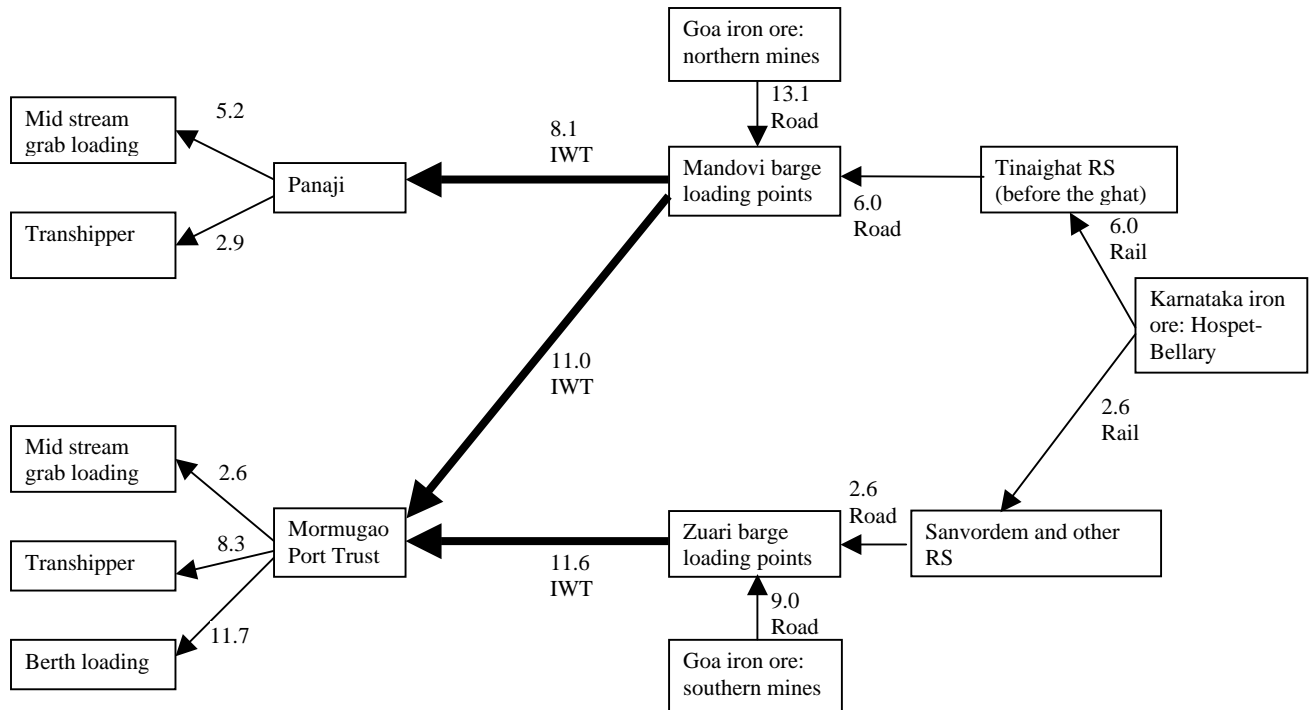 Goa iron ore:
northern mines
13.1
Road
Mid stream
grab loading
5.2
8.1
IWT
Panaji
Mandovi barge
loading points
Tinaighat RS
(before the ghat)
6.0
Road
Transhipper
2.9
6.0
Rail
Karnataka iron
ore: Hospet-
Bellary
11.0
IWT
2.6
Rail
Mid stream
grab loading
2.6
2.6
Road
Mormugao
Port Trust
Zuari barge
loading points
Sanvordem and other
RS
8.3
Transhipper
11.6
IWT
9.0
Road
11.7
Berth loading
Goa iron ore:
southern mines